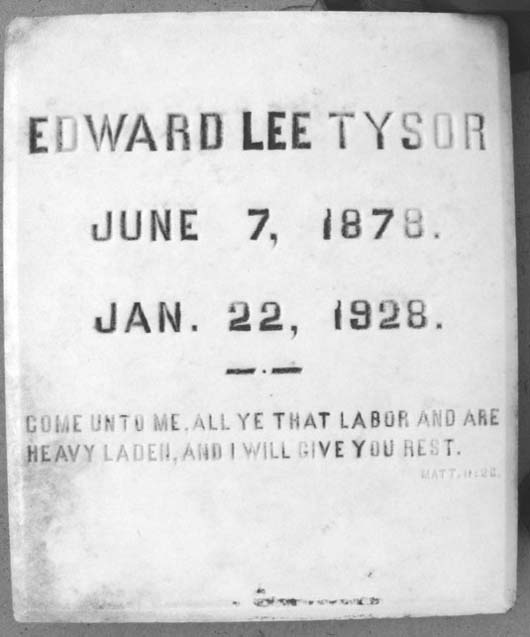 EDWARD LEE TYSOR
JUNE 7, 1878.
JAN. 22, 1928.
COME UNTO ME, ALL YE THAT LABOR AND ARE
HEAVY LADEN, AND I WILL GIVE YOU REST.
MATT. 11:28.